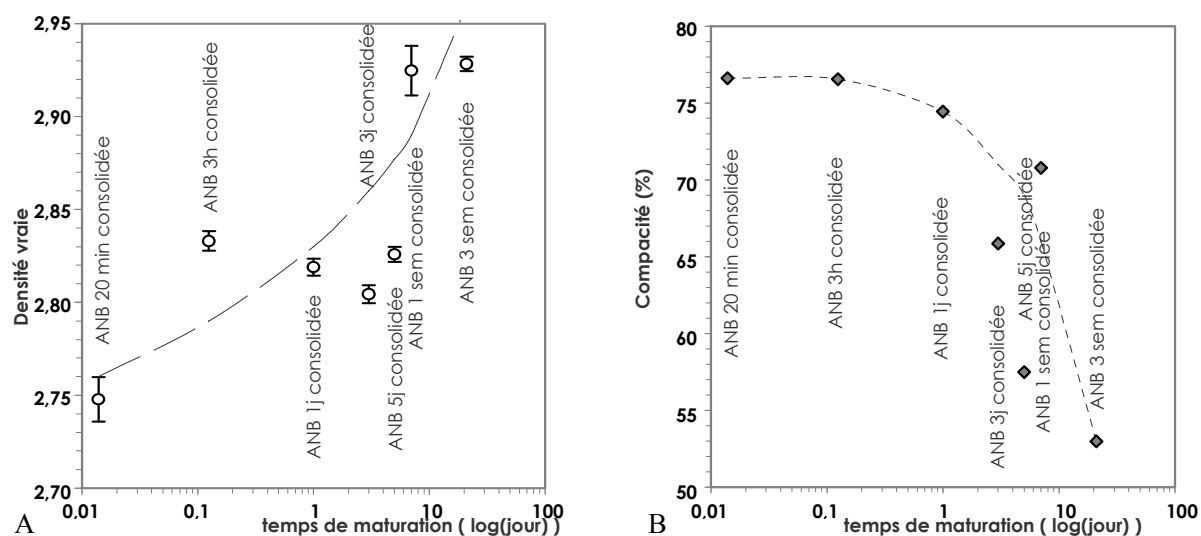 2,95
2,90
2,85
2,80
2,75
2,70
Densité vraie
ANB 20 min consolidée
ANB 3h consolidée
ANB 1j consolidée
ANB 3j consolidée
ANB 5j consolidée
ANB 1 sem consolidée
ANB 3 sem consolidée
0,01 0,1 1 10 100
A temps de maturation ( log(jour) )
80
75
70
65
60
55
50
Compacité (%)
ANB 20 min consolidée
ANB 3h consolidée
ANB 1j consolidée
ANB 3j consolidée
ANB 5j consolidée
ANB 1 sem consolidée
ANB 3 sem consolidée
0,01 0,1 1 10 100
B temps de maturation ( log(jour) )